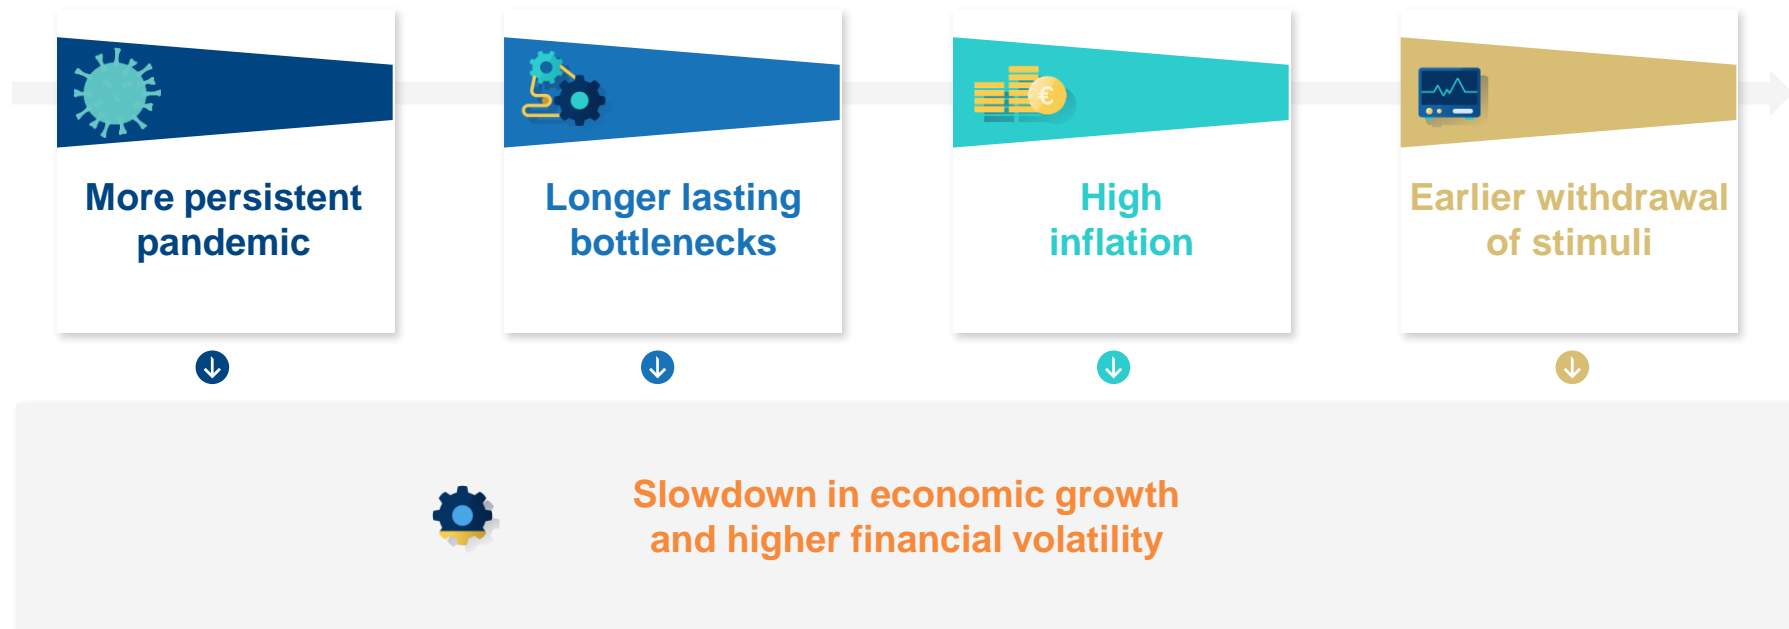 More persistent
pandemic
Longer lasting
bottlenecks
High
inflation
Earlier withdrawal
of stimuli
€
Slowdown in economic growth
and higher financial volatility